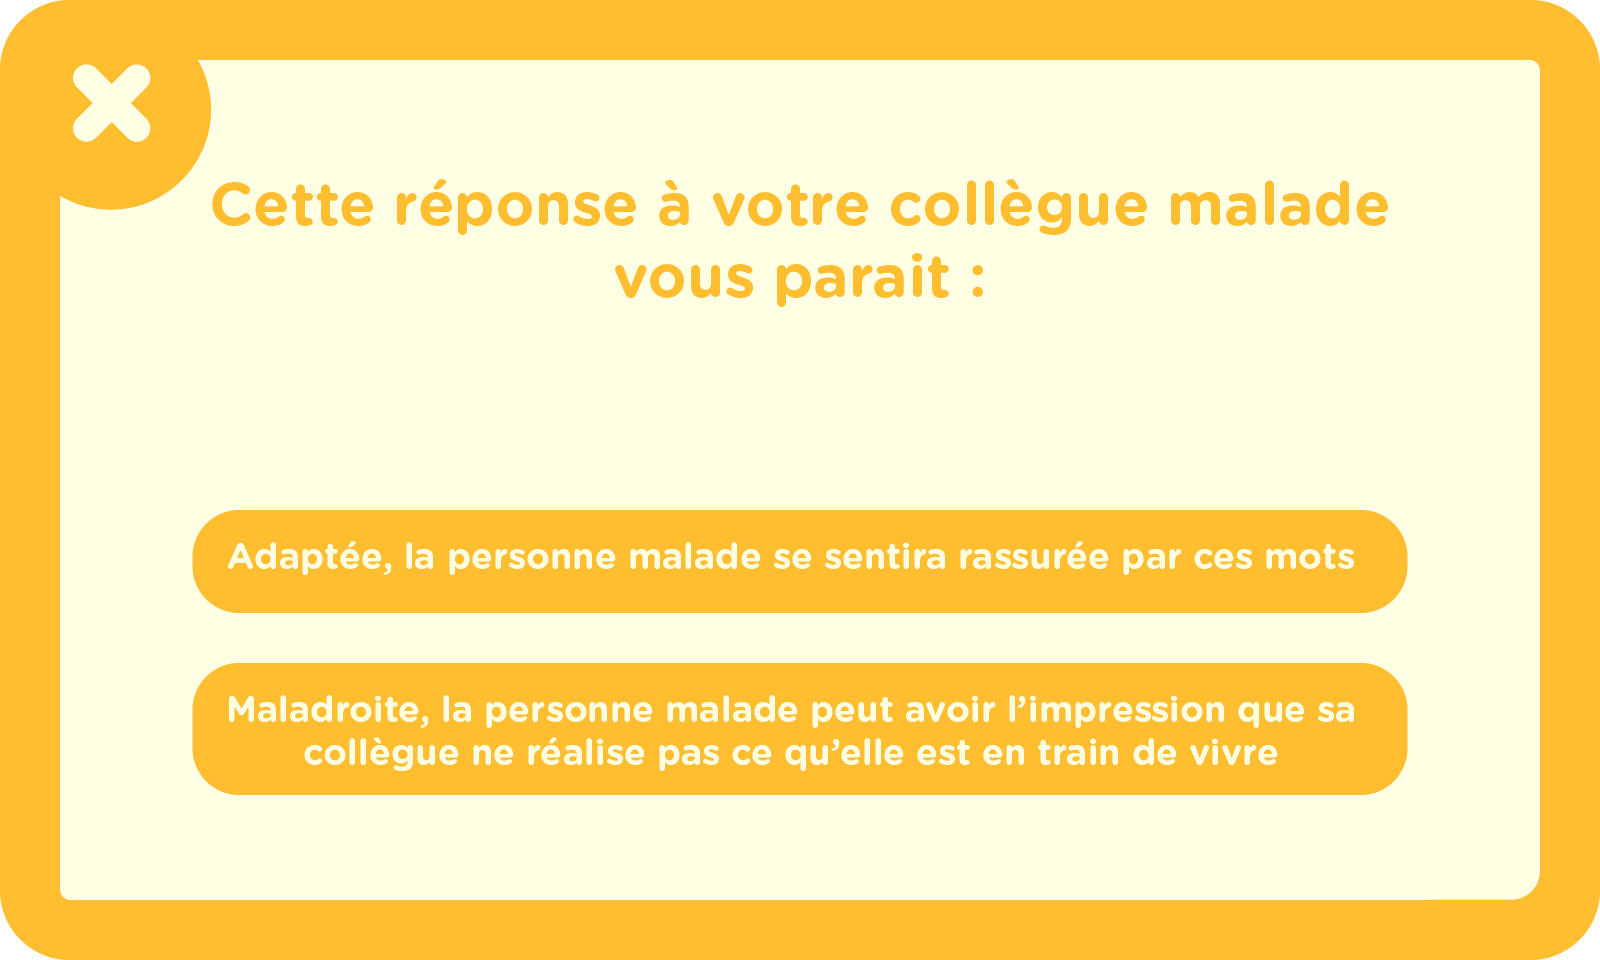 Cette réponse à votre collègue malade
vous parait :
Adaptée, la personne malade se sentira rassurée par ces mots
Maladroite, la personne malade peut avoir l’impression que sa
collègue ne réalise pas ce qu’elle est en train de vivre